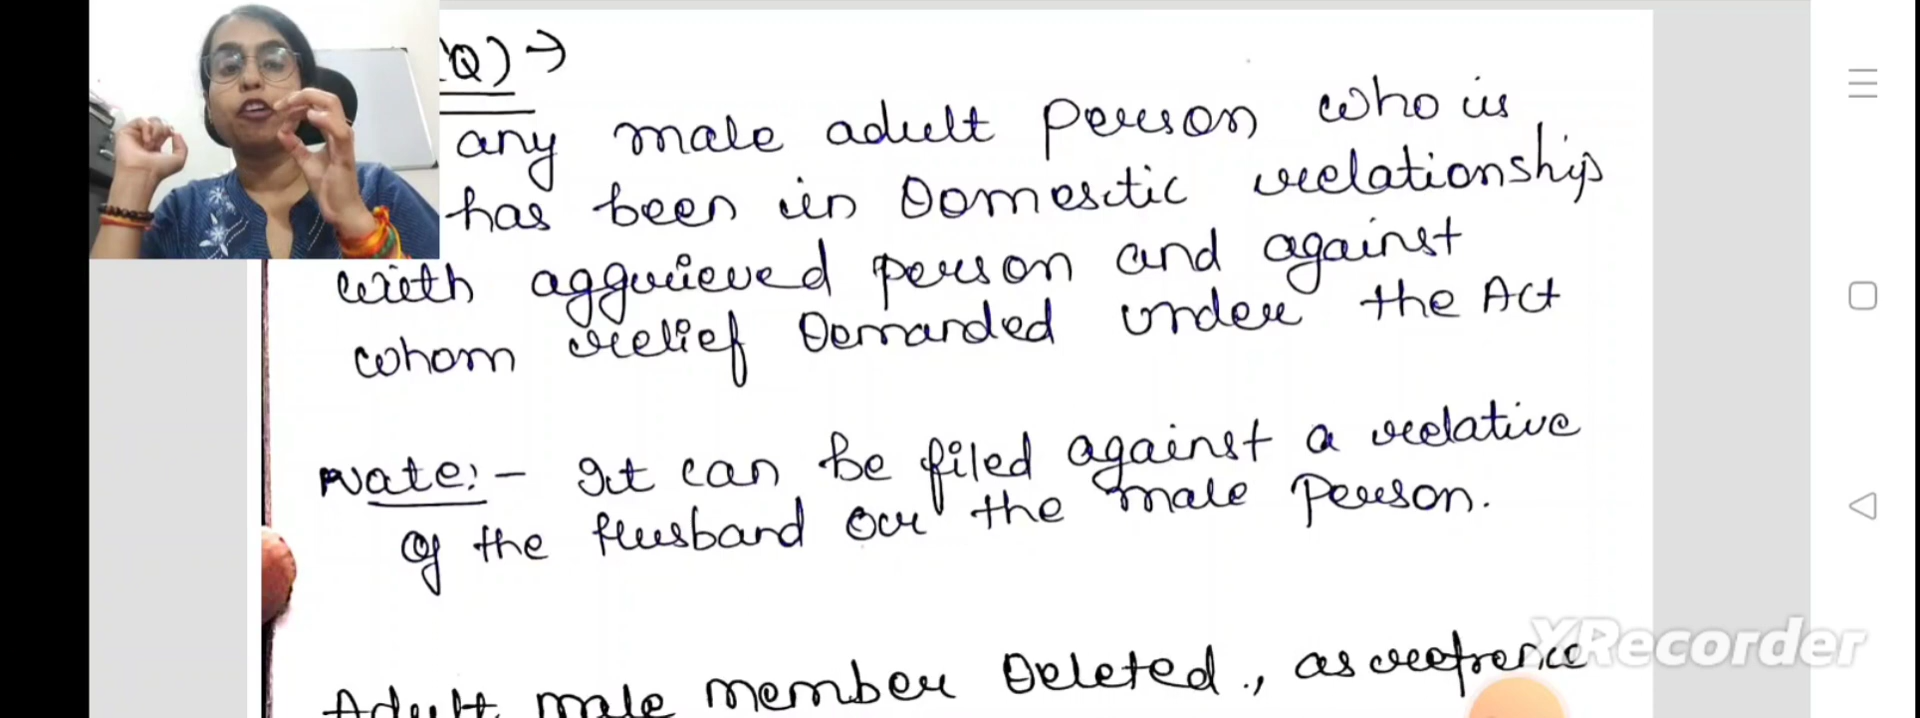 Q) →
any male adult person who is
has been in Domestic relationship
with aggrieved person and against
whom relief Demanded under the Act
Note:- It can be filed against a relative
of the Husband or the male Person.
Adult male member Deleted, as refrence
XRecorder